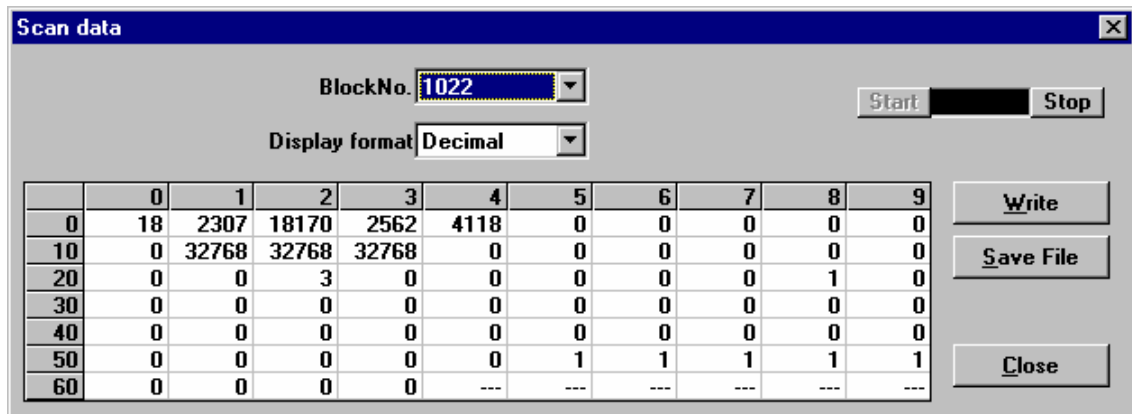 Scan data
BlockNo. 1022
Start Stop
Display format Decimal
0 1 2 3 4 5 6 7 8 9
0 18 2307 18170 2562 4118 0 0 0 0 0
10 0 32768 32768 32768 0 0 0 0 0 0
20 0 0 3 0 0 0 0 0 1 0
30 0 0 0 0 0 0 0 0 0 0
40 0 0 0 0 0 0 0 0 0 0
50 0 0 0 0 0 1 1 1 1 1
60 0 0 0 0 --- --- --- --- --- ---
Write
Save File
Close